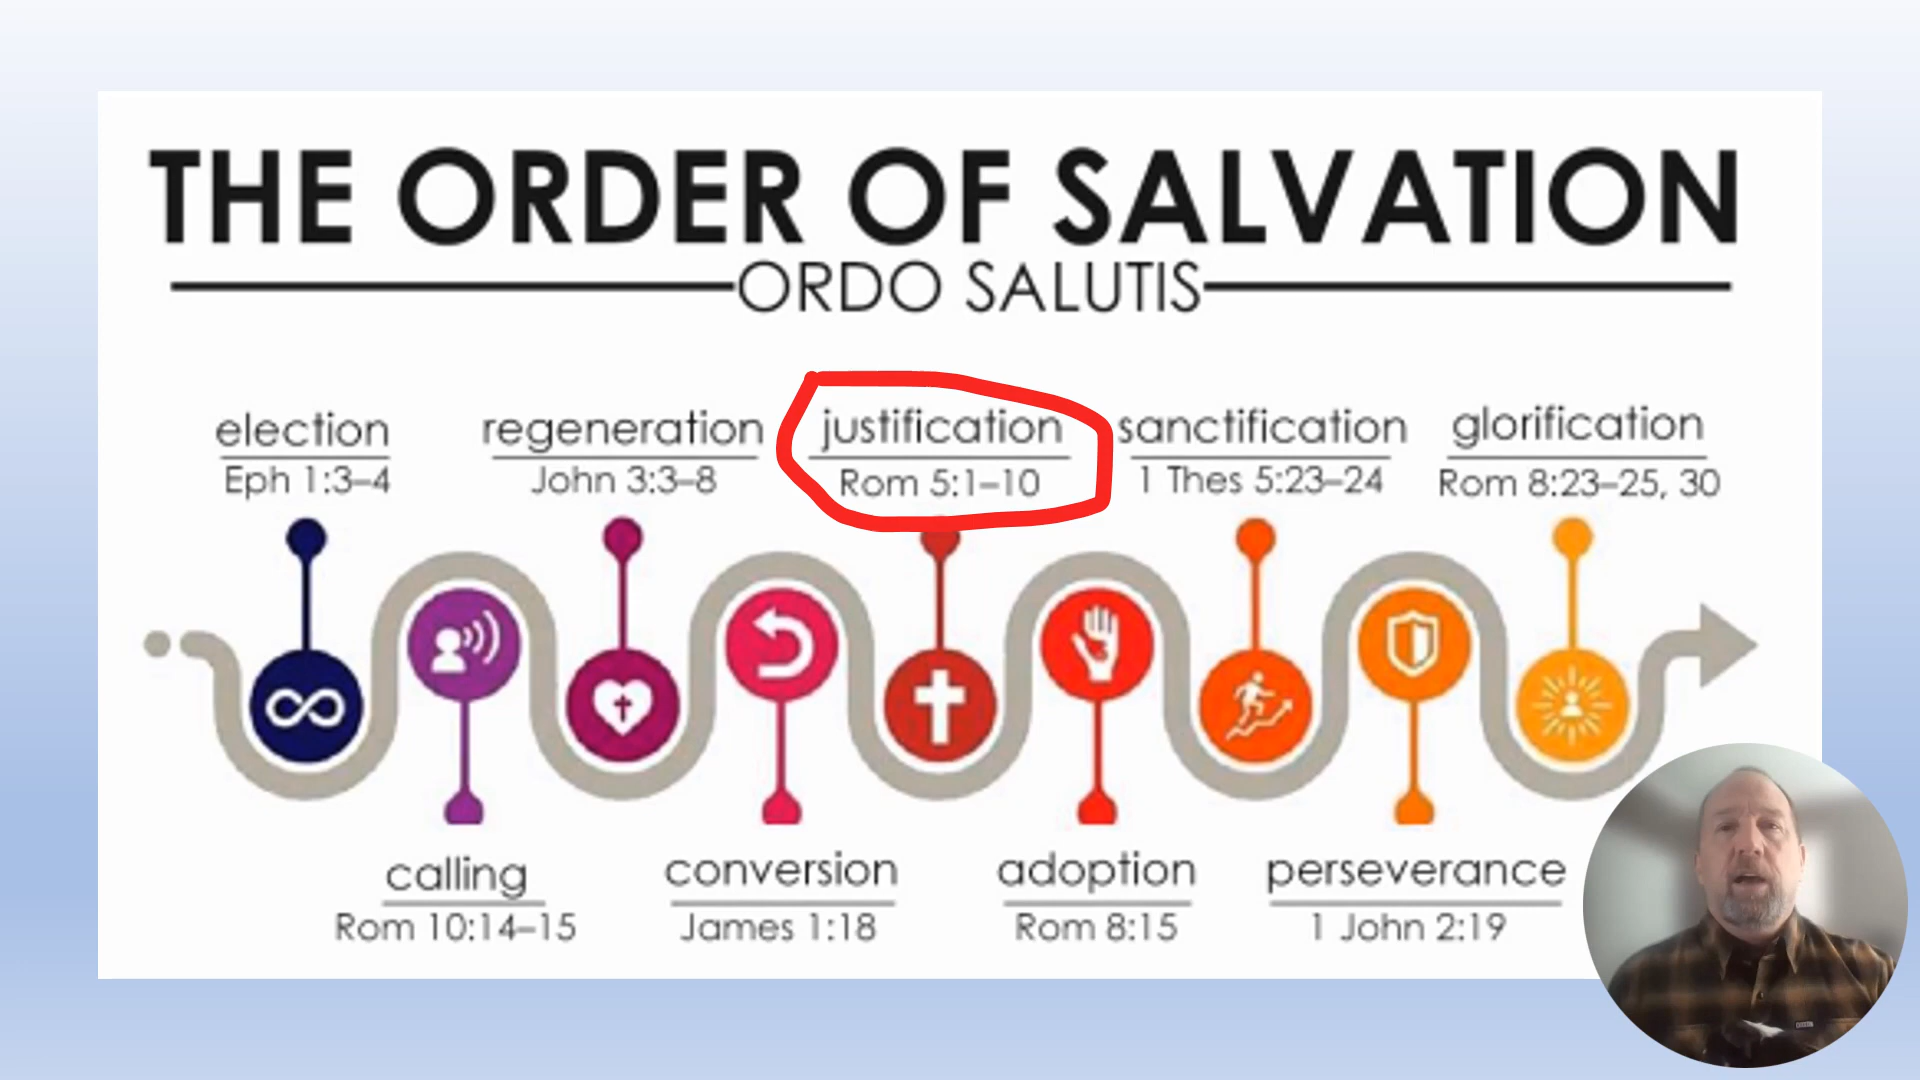 THE ORDER OF SALVATION
ORDO SALUTIS
election
Eph 1:3–4
regeneration
John 3:3–8
justification
Rom 5:1–10
sanctification
1 Thes 5:23–24
glorification
Rom 8:23–25, 30
calling
Rom 10:14–15
conversion
James 1:18
adoption
Rom 8:15
perseverance
1 John 2:19